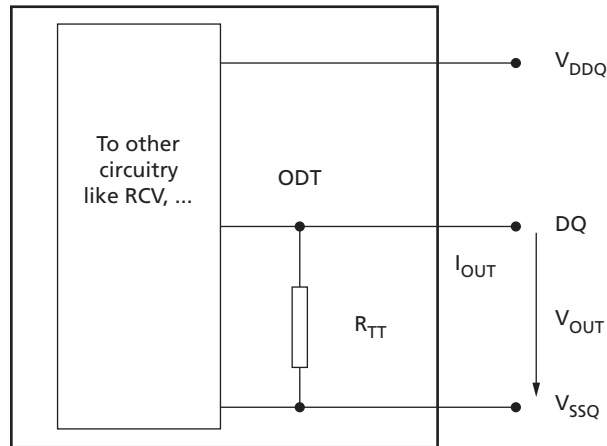 V_DDQ
To other
circuitry
like RCV, ...
ODT
DQ
I_OUT
V_OUT
R_TT
V_SSQ